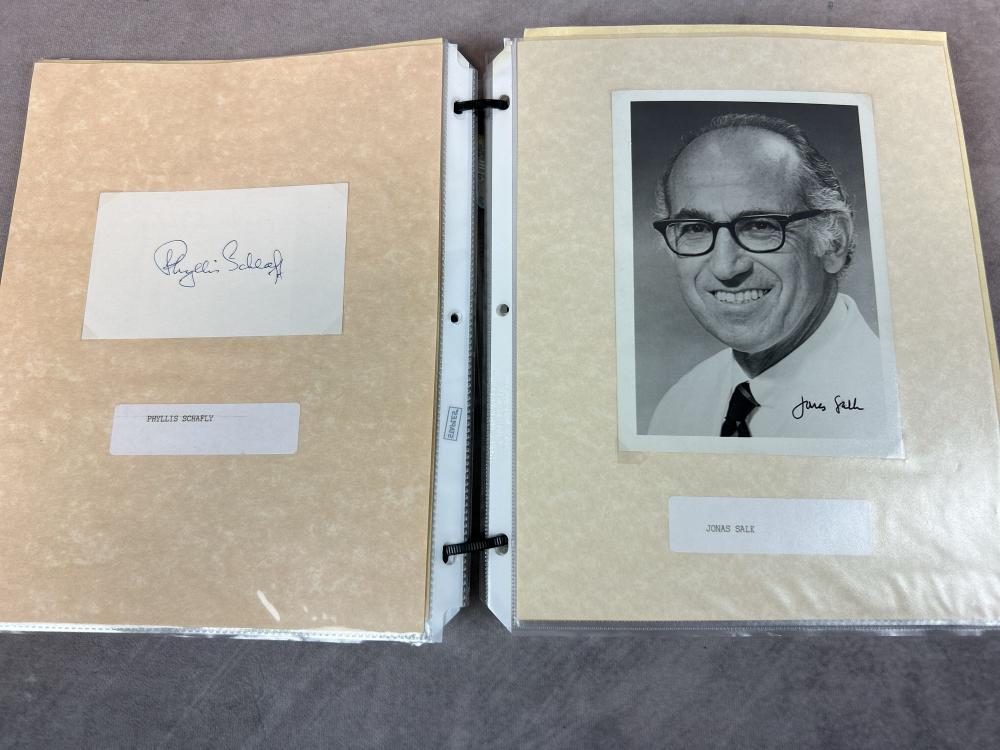 Phyllis Schlafly
PHYLLIS SCHAFLY
Jonas Salk
JONAS SALK